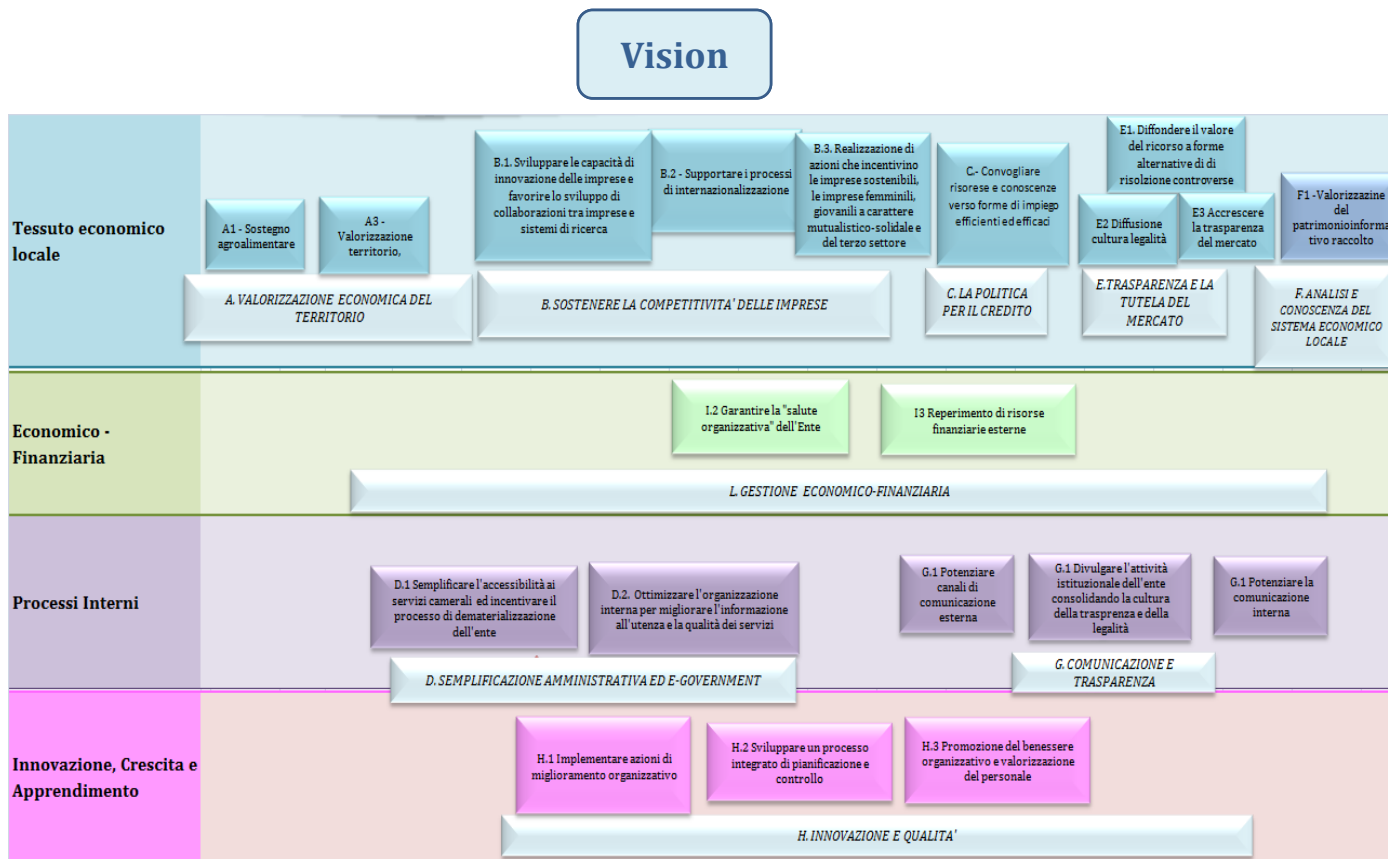 Vision
Tessuto economico
locale
A1 - Sostegno
agroalimentare
A3 -
Valorizzazione
territorio,
B.1. Sviluppare le capacità di
innovazione delle imprese e
favorire lo sviluppo di
collaborazioni tra imprese e
sistemi di ricerca
B.2 - Supportare i processi
di internazionalizzazione
B.3. Realizzazione di
azioni che incentivino
le imprese sostenibili,
le imprese femminili,
giovanili a carattere
mutualistico-solidale e
del terzo settore
C.- Convogliare
risorese e conoscenze
verso forme di impiego
efficienti ed efficaci
E1. Diffondere il valore
del ricorso a forme
alternative di di
risolzione controverse
E2 Diffusione
cultura legalità
E3 Accrescere
la trasparenza
del mercato
F1 -Valorizzazine
del
patrimonioinforma
tivo raccolto
A. VALORIZZAZIONE ECONOMICA DEL
TERRITORIO
B. SOSTENERE LA COMPETITIVITA' DELLE IMPRESE
C. LA POLITICA
PER IL CREDITO
E.TRASPARENZA E LA
TUTELA DEL
MERCATO
F. ANALISI E
CONOSCENZA DEL
SISTEMA ECONOMICO
LOCALE
Economico -
Finanziaria
I.2 Garantire la "salute
organizzativa" dell'Ente
I3 Reperimento di risorse
finanziarie esterne
L. GESTIONE ECONOMICO-FINANZIARIA
Processi Interni
D.1 Semplificare l'accessibilità ai
servizi camerali ed incentivare il
processo di dematerializzazione
dell'ente
D.2. Ottimizzare l'organizzazione
interna per migliorare l'informazione
all'utenza e la qualità dei servizi
G.1 Potenziare
canali di
comunicazione
esterna
G.1 Divulgare l'attività
istituzionale dell'ente
consolidando la cultura
della trasprenza e della
legalità
G.1 Potenziare la
comunicazione
interna
D. SEMPLIFICAZIONE AMMINISTRATIVA ED E-GOVERNMENT
G. COMUNICAZIONE E
TRASPARENZA
Innovazione, Crescita e
Apprendimento
H.1 Implementare azioni di
miglioramento organizzativo
H.2 Sviluppare un processo
integrato di pianificazione e
controllo
H.3 Promozione del benessere
organizzativo e valorizzazione
del personale
H. INNOVAZIONE E QUALITA'